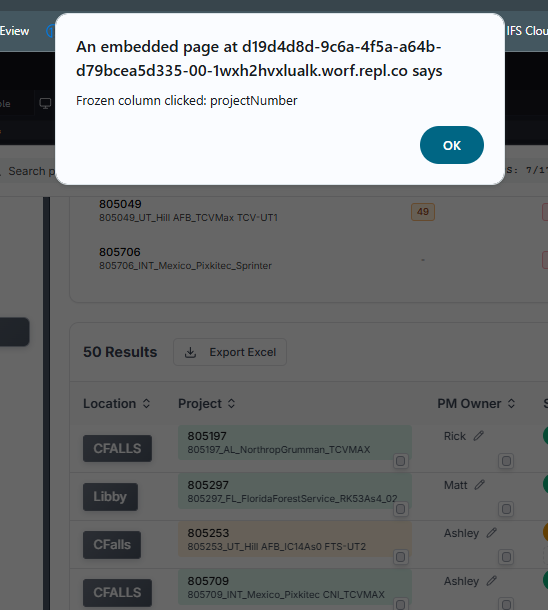 Eview
IFS Clou
An embedded page at d19d4d8d-9c6a-4f5a-a64b-
d79bcea5d335-00-1wxh2hvxlualk.worf.repl.co says
Frozen column clicked: projectNumber
OK
ble
Search p
S: 7/1
805049
805049_UT_Hill AFB_TCVMax TCV-UT1
49
805706
805706_INT_Mexico_Pixkitec_Sprinter
-
50 Results
Export Excel
Location
Project
PM Owner
S
CFALLS
805197
805197_AL_NorthropGrumman_TCVMAX
Rick
Libby
805297
805297_FL_FloridaForestService_RK53As4_02
Matt
CFalls
805253
805253_UT_Hill AFB_IC14As0 FTS-UT2
Ashley
CFALLS
805709
805709_INT_Mexico_Pixkitec CNI_TCVMAX
Ashley